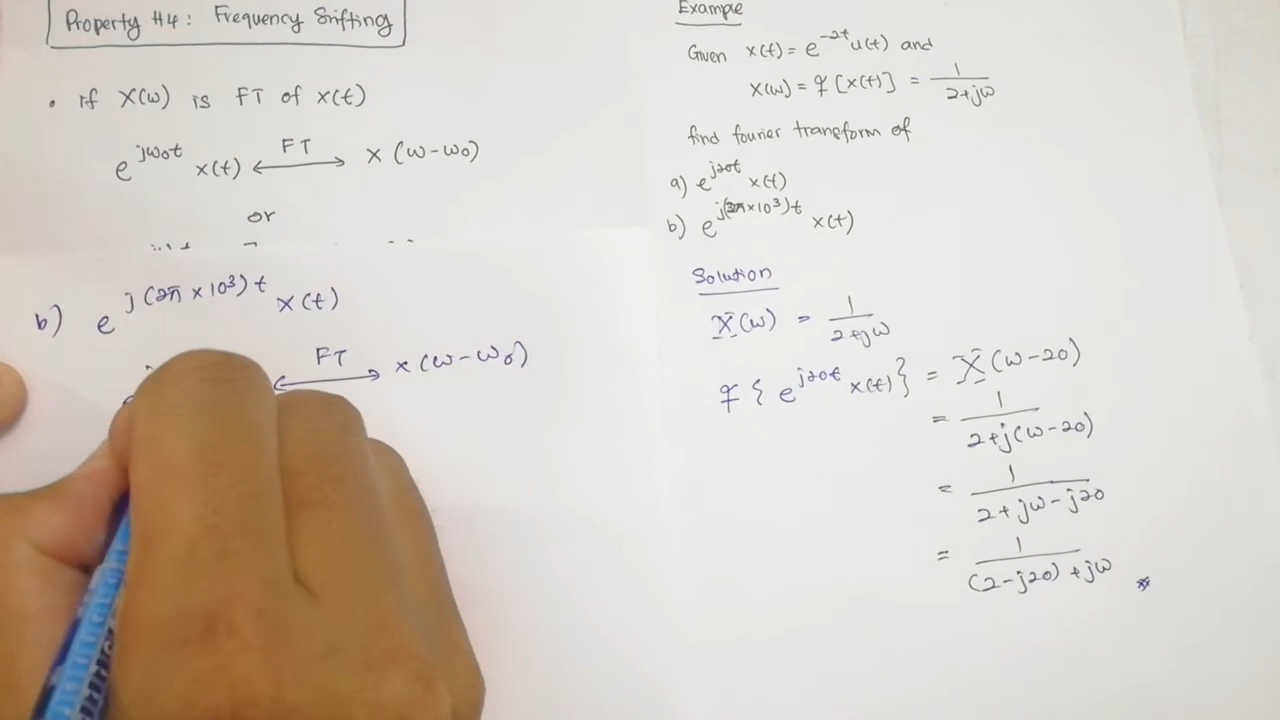 Property #4: Frequency Srifting
• if X(ω) is FT of x(t)
e^{jω₀t} x(t) ⟷ x(ω-ω₀)
FT
or
b) e^{j(2π×10³)t} x(t)
FT
⟷ x(ω-ω₀)
Example
Given x(t) = e^{-2t} u(t) and
x(ω) = ℱ[x(t)] = 1/(2+jω)
find fourier transform of
a) e^{j20t} x(t)
b) e^{j(2π×10³)t} x(t)
Solution
X(ω) = 1/(2+jω)
ℱ{e^{j20t} x(t)} = X(ω-20)
= 1/(2+j(ω-20))
= 1/(2+jω-j20)
= 1/((2-j20)+jω)